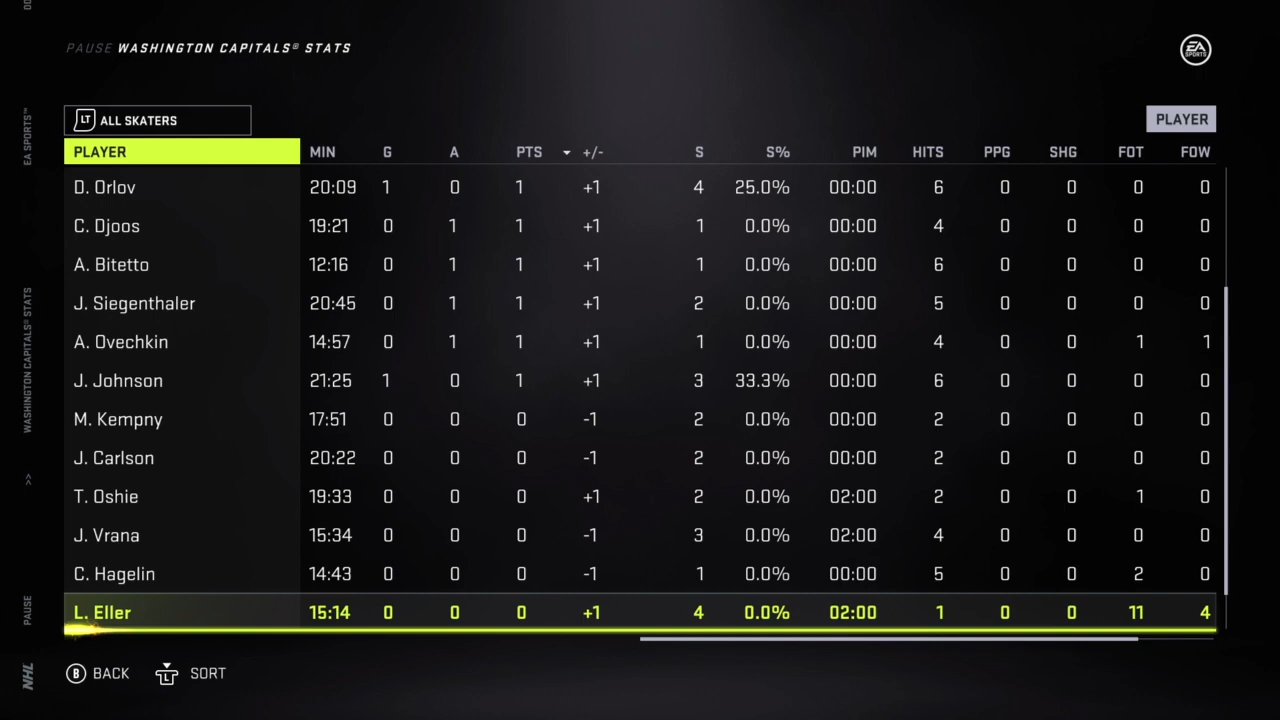 PAUSE WASHINGTON CAPITALS® STATS
EA SPORTS
LT ALL SKATERS
PLAYER
PLAYER MIN G A PTS +/- S S% PIM HITS PPG SHG FOT FOW
D. Orlov 20:09 1 0 1 +1 4 25.0% 00:00 6 0 0 0 0
C. Djoos 19:21 0 1 1 +1 1 0.0% 00:00 4 0 0 0 0
A. Bitetto 12:16 0 1 1 +1 1 0.0% 00:00 6 0 0 0 0
J. Siegenthaler 20:45 0 1 1 +1 2 0.0% 00:00 5 0 0 0 0
A. Ovechkin 14:57 0 1 1 +1 1 0.0% 00:00 4 0 0 1 1
J. Johnson 21:25 1 0 1 +1 3 33.3% 00:00 6 0 0 0 0
M. Kempny 17:51 0 0 0 -1 2 0.0% 00:00 2 0 0 0 0
J. Carlson 20:22 0 0 0 -1 2 0.0% 00:00 2 0 0 0 0
T. Oshie 19:33 0 0 0 +1 2 0.0% 02:00 2 0 0 1 0
J. Vrana 15:34 0 0 0 -1 3 0.0% 02:00 4 0 0 0 0
C. Hagelin 14:43 0 0 0 -1 1 0.0% 00:00 5 0 0 2 0
L. Eller 15:14 0 0 0 +1 4 0.0% 02:00 1 0 0 11 4
B BACK L SORT
NHL PAUSE >> WASHINGTON CAPITALS® STATS EA SPORTS™